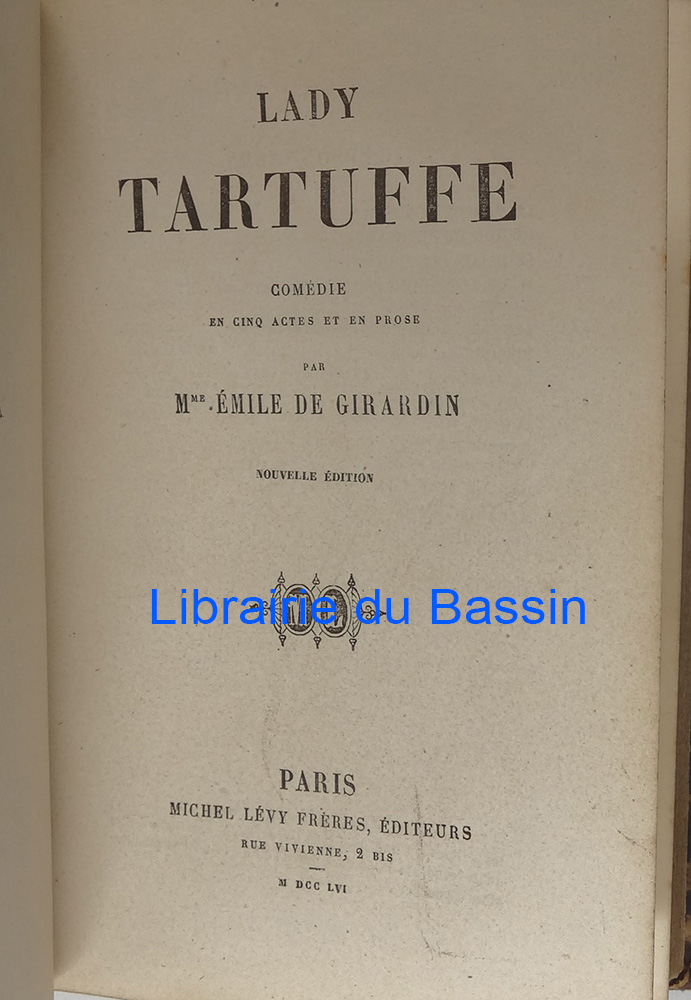 LADY
TARTUFFE
COMÉDIE
EN CINQ ACTES ET EN PROSE
PAR
MME ÉMILE DE GIRARDIN
NOUVELLE ÉDITION
Librairie du Bassin
PARIS
MICHEL LÉVY FRÈRES, ÉDITEURS
RUE VIVIENNE, 2 BIS
M DCC LVI